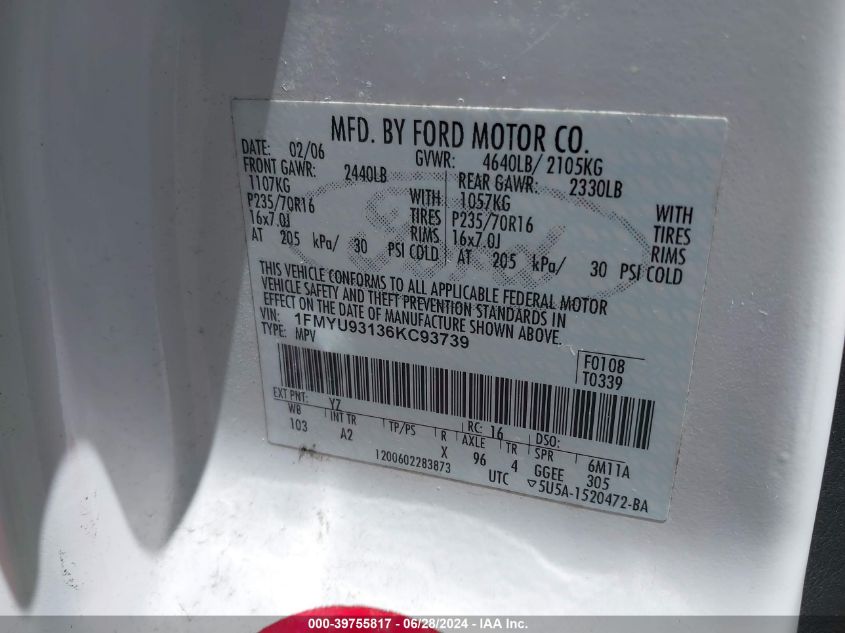 MFD. BY FORD MOTOR CO.
DATE: 02/06 GVWR: 4640LB/ 2105KG
FRONT GAWR: 2440LB REAR GAWR: 2330LB
1107KG WITH 1057KG WITH
P235/70R16 TIRES P235/70R16 TIRES
16x7.0J RIMS 16x7.0J RIMS
AT 205 kPa/ 30 PSI COLD AT 205 kPa/ 30 PSI COLD
Ford
THIS VEHICLE CONFORMS TO ALL APPLICABLE FEDERAL MOTOR
VEHICLE SAFETY AND THEFT PREVENTION STANDARDS IN
EFFECT ON THE DATE OF MANUFACTURE SHOWN ABOVE.
VIN: 1FMYU93136KC93739
TYPE: MPV
F0108
T0339
EXT PNT: YZ RC: 16 DSO:
WB INT TR TP/PS R AXLE TR SPR 6M11A
103 A2 X 96 4 GGEE 305
1200602283873 UTC ▽5U5A-1520472-BA
000-39755817 - 06/28/2024 - IAA Inc.